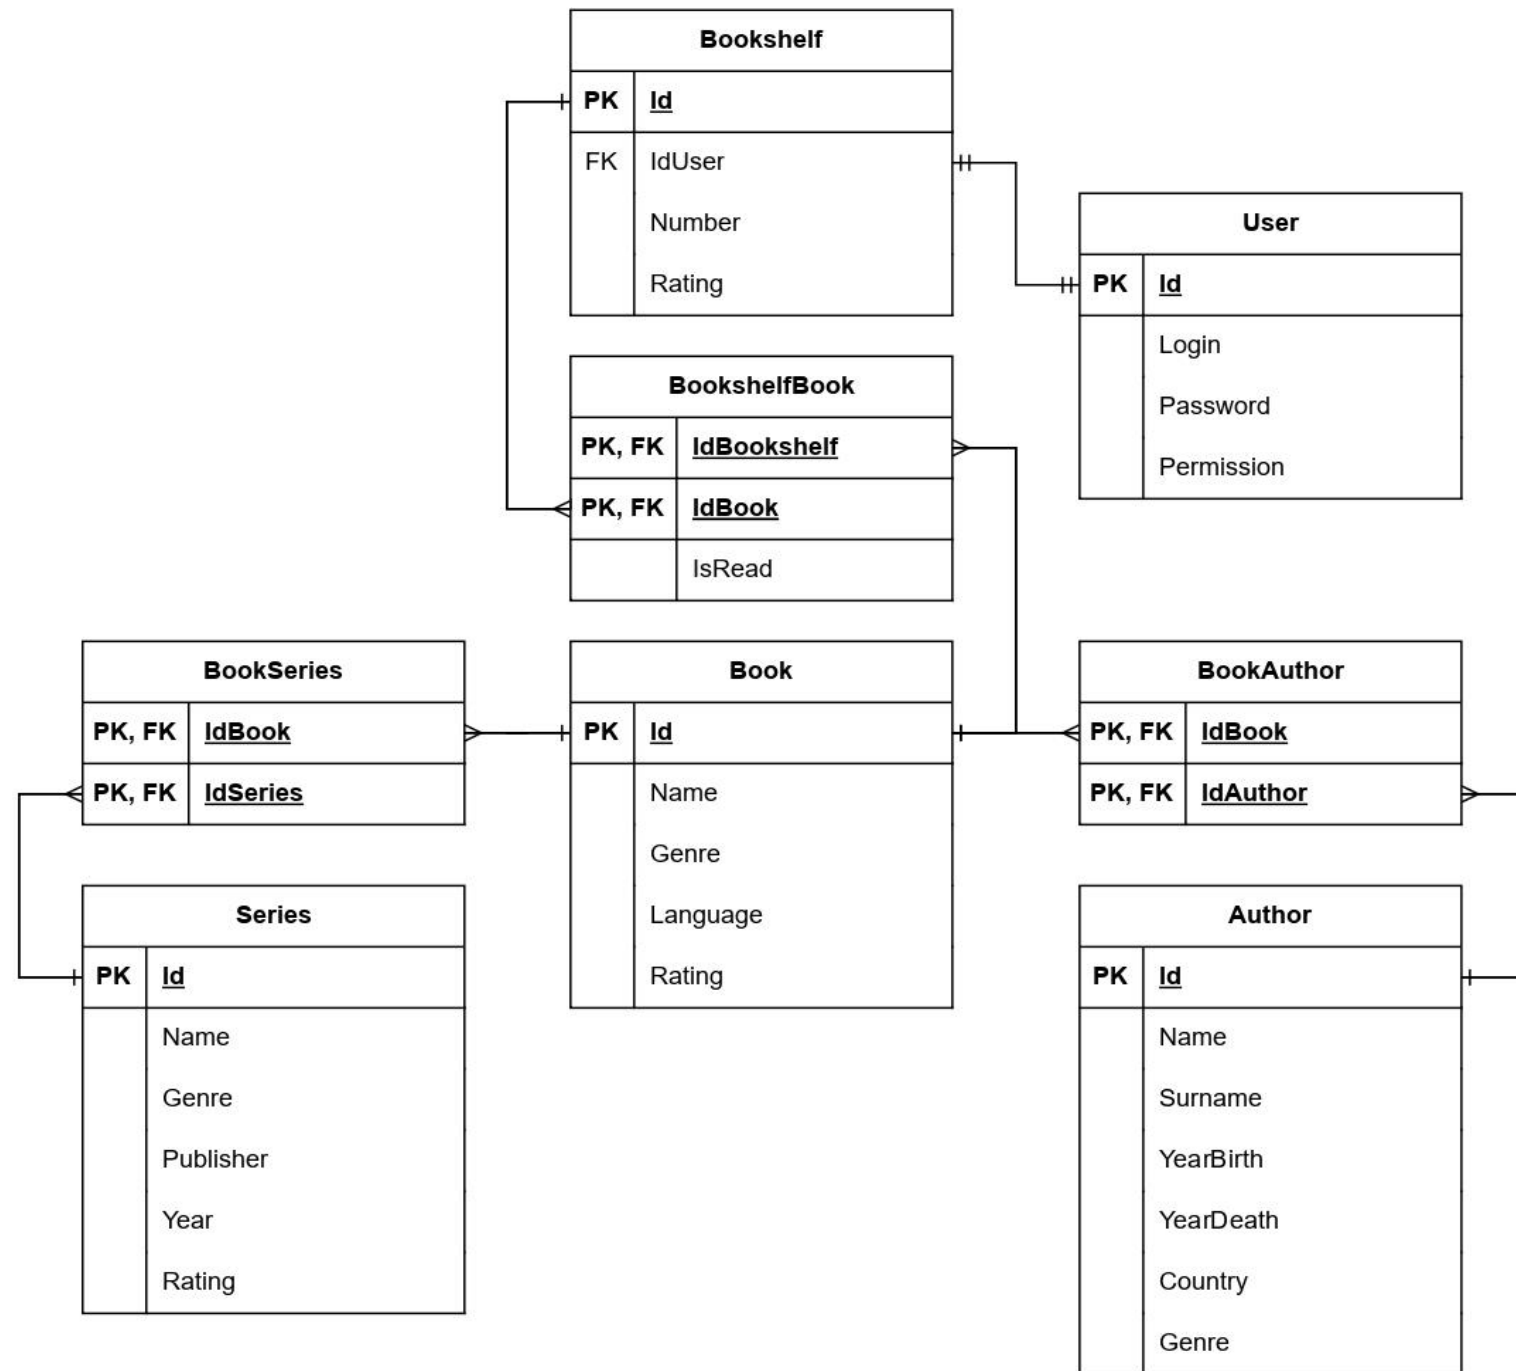 Bookshelf
PK Id
FK IdUser
Number
Rating
User
PK Id
Login
Password
Permission
BookshelfBook
PK, FK IdBookshelf
PK, FK IdBook
IsRead
BookSeries
PK, FK IdBook
PK, FK IdSeries
Book
PK Id
Name
Genre
Language
Rating
BookAuthor
PK, FK IdBook
PK, FK IdAuthor
Series
PK Id
Name
Genre
Publisher
Year
Rating
Author
PK Id
Name
Surname
YearBirth
YearDeath
Country
Genre